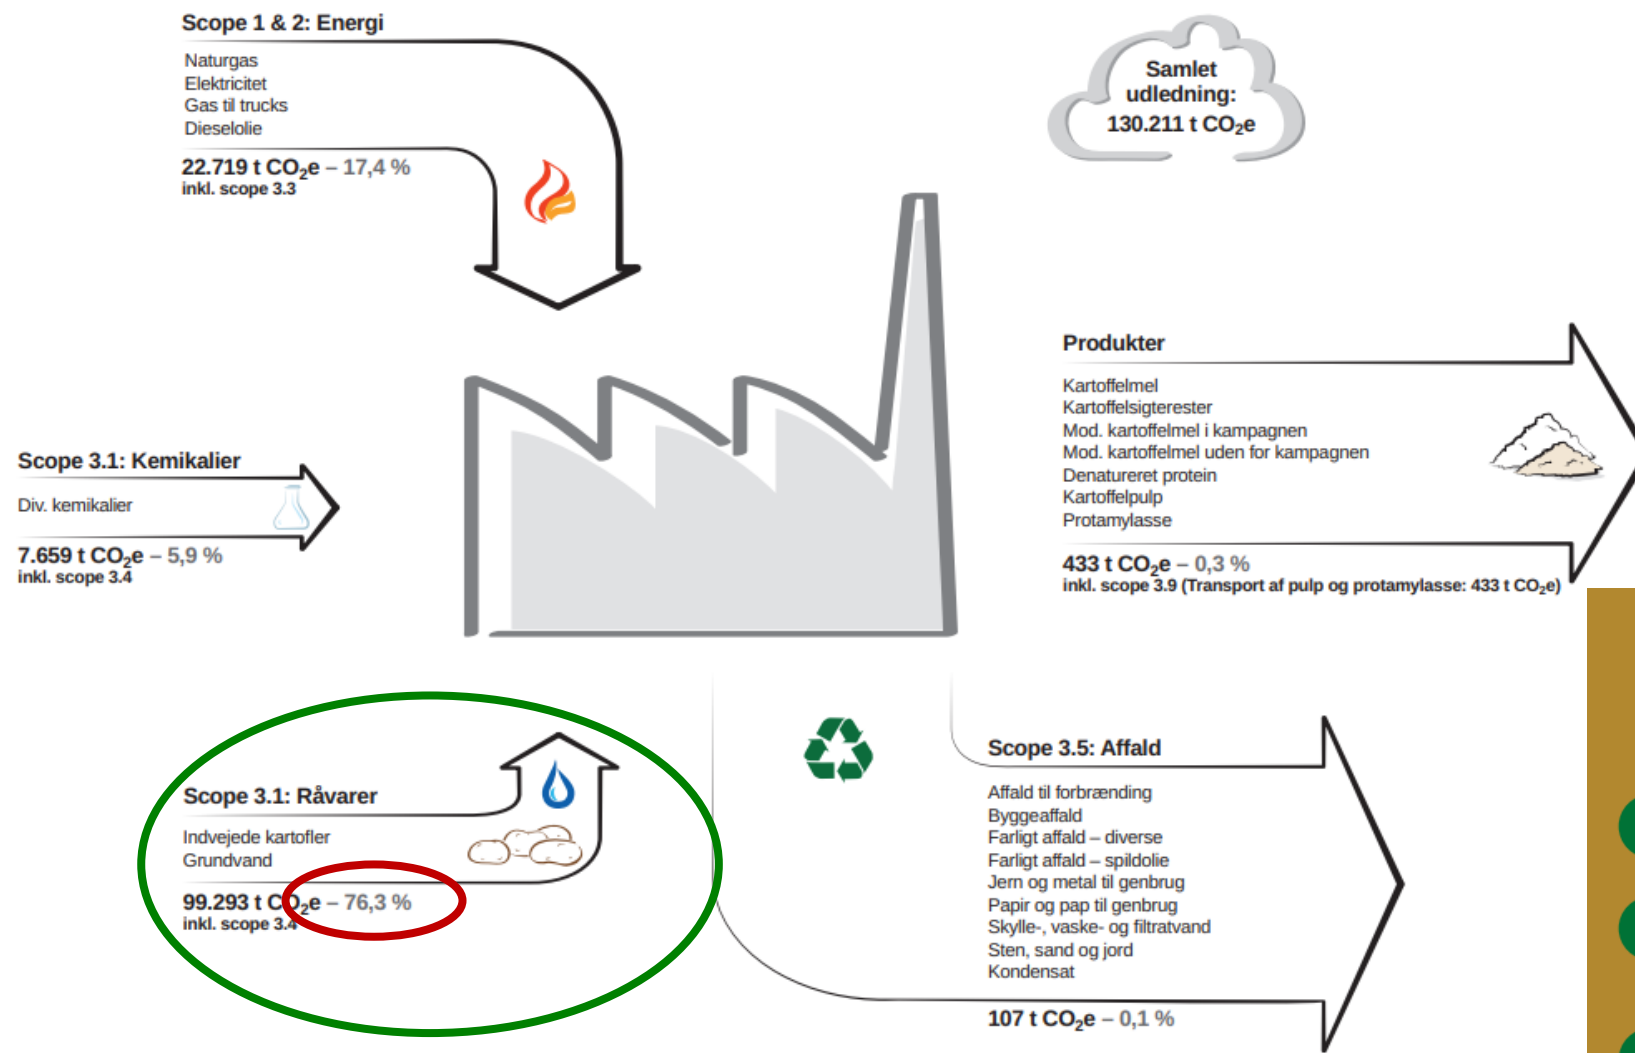 Scope 1 & 2: Energi
Naturgas
Elektricitet
Gas til trucks
Dieselolie
22.719 t CO₂e – 17,4 %
inkl. scope 3.3
Samlet
udledning:
130.211 t CO₂e
Scope 3.1: Kemikalier
Div. kemikalier
7.659 t CO₂e – 5,9 %
inkl. scope 3.4
Produkter
Kartoffelmel
Kartoffelsigterester
Mod. kartoffelmel i kampagnen
Mod. kartoffelmel uden for kampagnen
Denatureret protein
Kartoffelpulp
Protamylasse
433 t CO₂e – 0,3 %
inkl. scope 3.9 (Transport af pulp og protamylasse: 433 t CO₂e)
Scope 3.1: Råvarer
Indvejede kartofler
Grundvand
99.293 t CO₂e – 76,3 %
inkl. scope 3.4
Scope 3.5: Affald
Affald til forbrænding
Byggeaffald
Farligt affald – diverse
Farligt affald – spildolie
Jern og metal til genbrug
Papir og pap til genbrug
Skylle-, vaske- og filtratvand
Sten, sand og jord
Kondensat
107 t CO₂e – 0,1 %